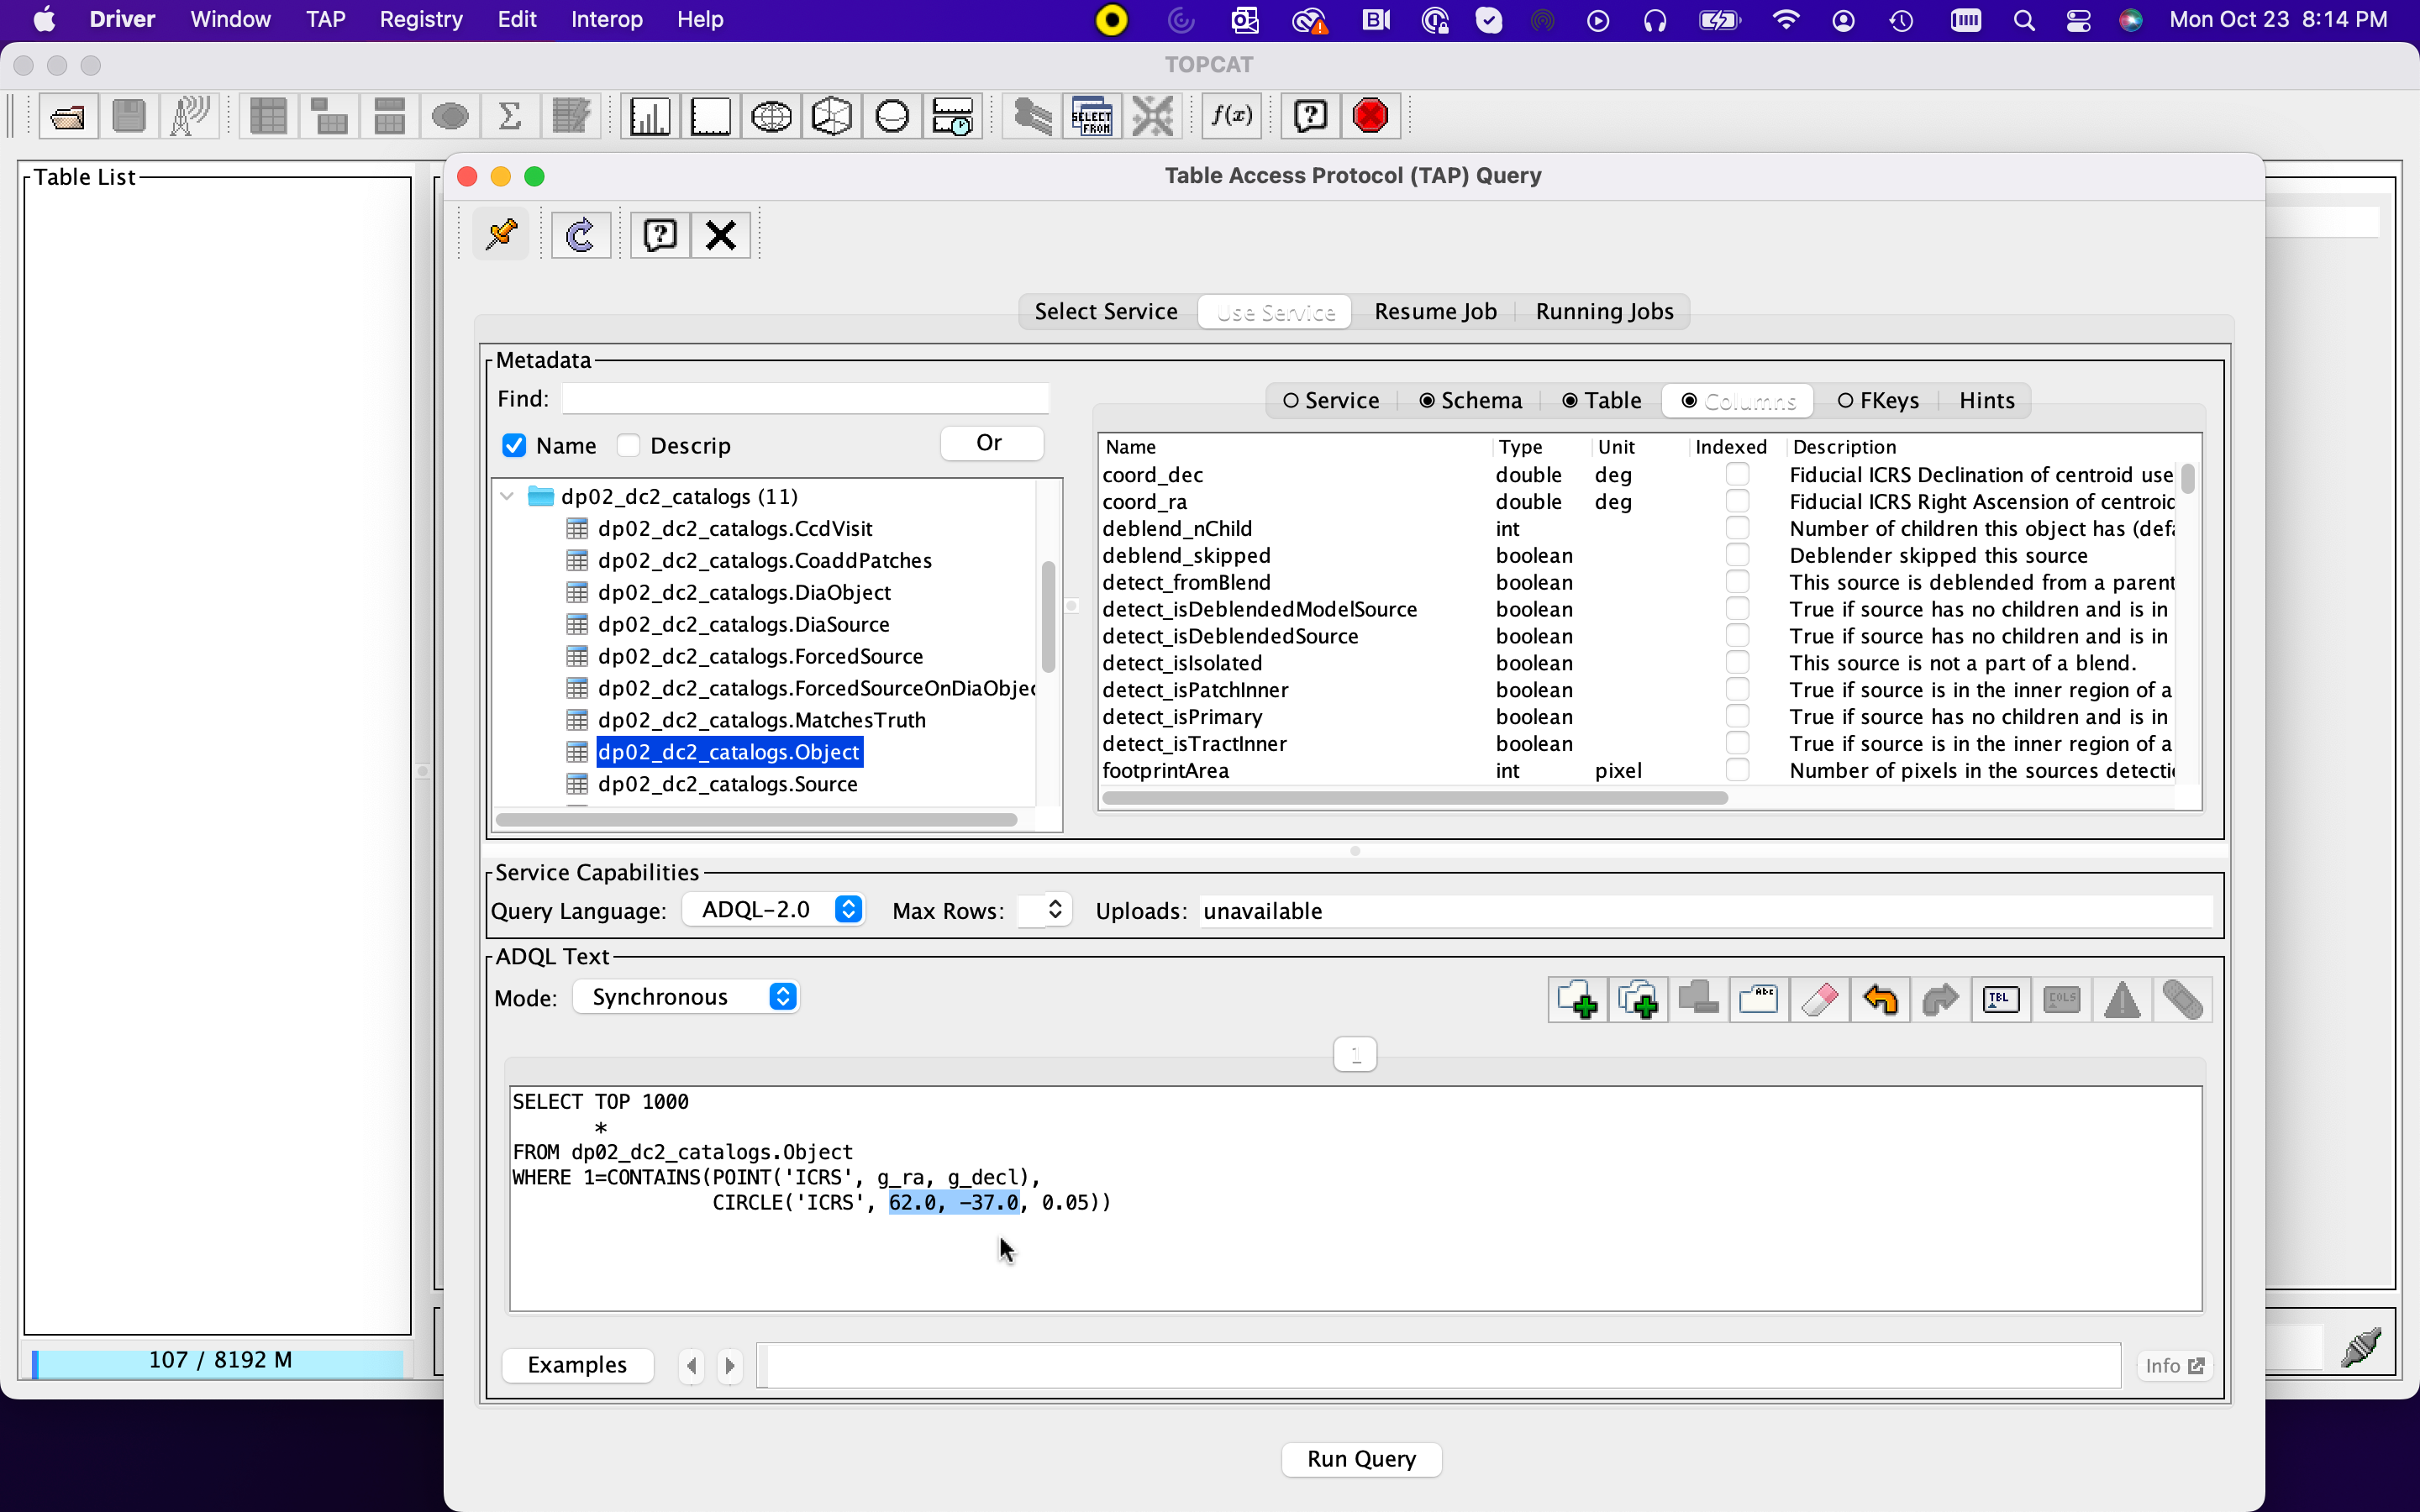 Driver Window TAP Registry Edit Interop Help Mon Oct 23 8:14 PM
TOPCAT
SELECT FROM f(x)
Table List
Table Access Protocol (TAP) Query
Select Service Use Service Resume Job Running Jobs
Metadata
Find:
Service Schema Table Columns FKeys Hints
Name Descrip Or
Name Type Unit Indexed Description
coord_dec double deg Fiducial ICRS Declination of centroid use
coord_ra double deg Fiducial ICRS Right Ascension of centroid
deblend_nChild int Number of children this object has (defa
deblend_skipped boolean Deblender skipped this source
detect_fromBlend boolean This source is deblended from a parent
detect_isDeblendedModelSource boolean True if source has no children and is in
detect_isDeblendedSource boolean True if source has no children and is in
detect_isIsolated boolean This source is not a part of a blend.
detect_isPatchInner boolean True if source is in the inner region of a
detect_isPrimary boolean True if source has no children and is in
detect_isTractInner boolean True if source is in the inner region of a
footprintArea int pixel Number of pixels in the sources detecti
dp02_dc2_catalogs (11)
dp02_dc2_catalogs.CcdVisit
dp02_dc2_catalogs.CoaddPatches
dp02_dc2_catalogs.DiaObject
dp02_dc2_catalogs.DiaSource
dp02_dc2_catalogs.ForcedSource
dp02_dc2_catalogs.ForcedSourceOnDiaObjec
dp02_dc2_catalogs.MatchesTruth
dp02_dc2_catalogs.Object
dp02_dc2_catalogs.Source
Service Capabilities
Query Language: ADQL-2.0 Max Rows: Uploads: unavailable
ADQL Text
Mode: Synchronous Abc TBL COLS
1
SELECT TOP 1000
*
FROM dp02_dc2_catalogs.Object
WHERE 1=CONTAINS(POINT('ICRS', g_ra, g_decl),
CIRCLE('ICRS', 62.0, -37.0, 0.05))
107 / 8192 M
Examples Info
Run Query